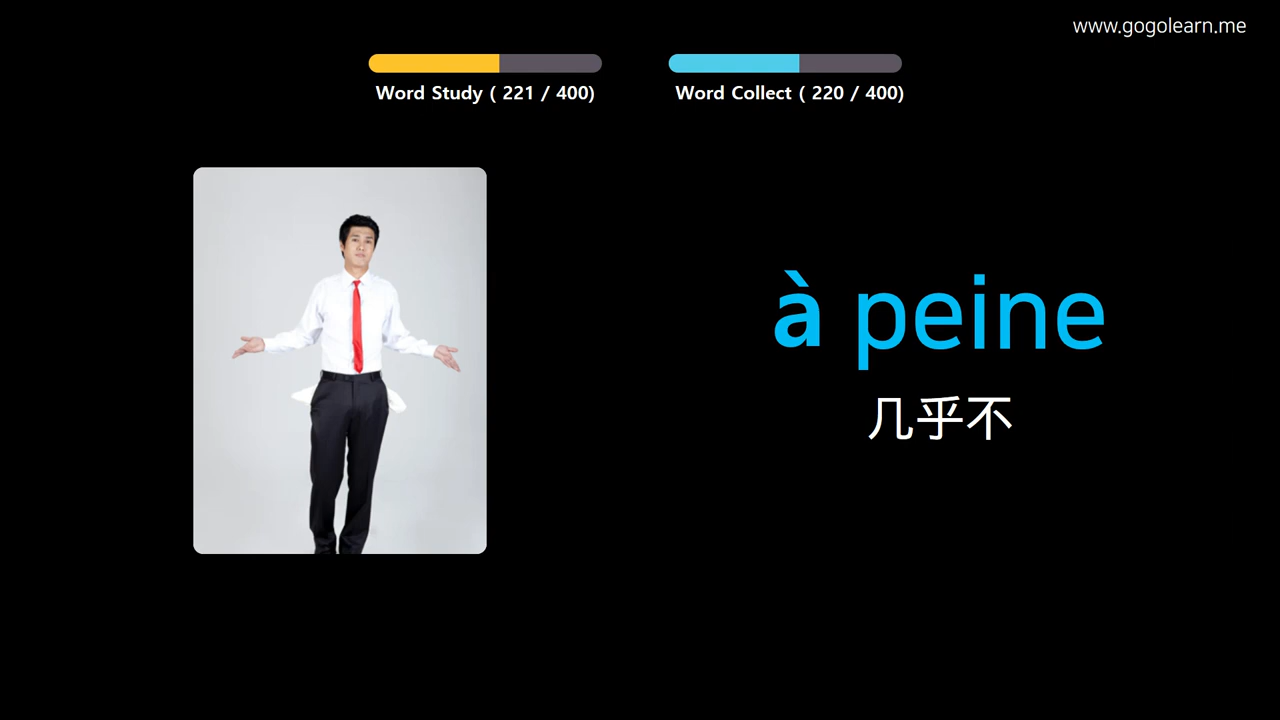 www.gogolearn.me
Word Study ( 221 / 400)
Word Collect ( 220 / 400)
à peine
几乎不